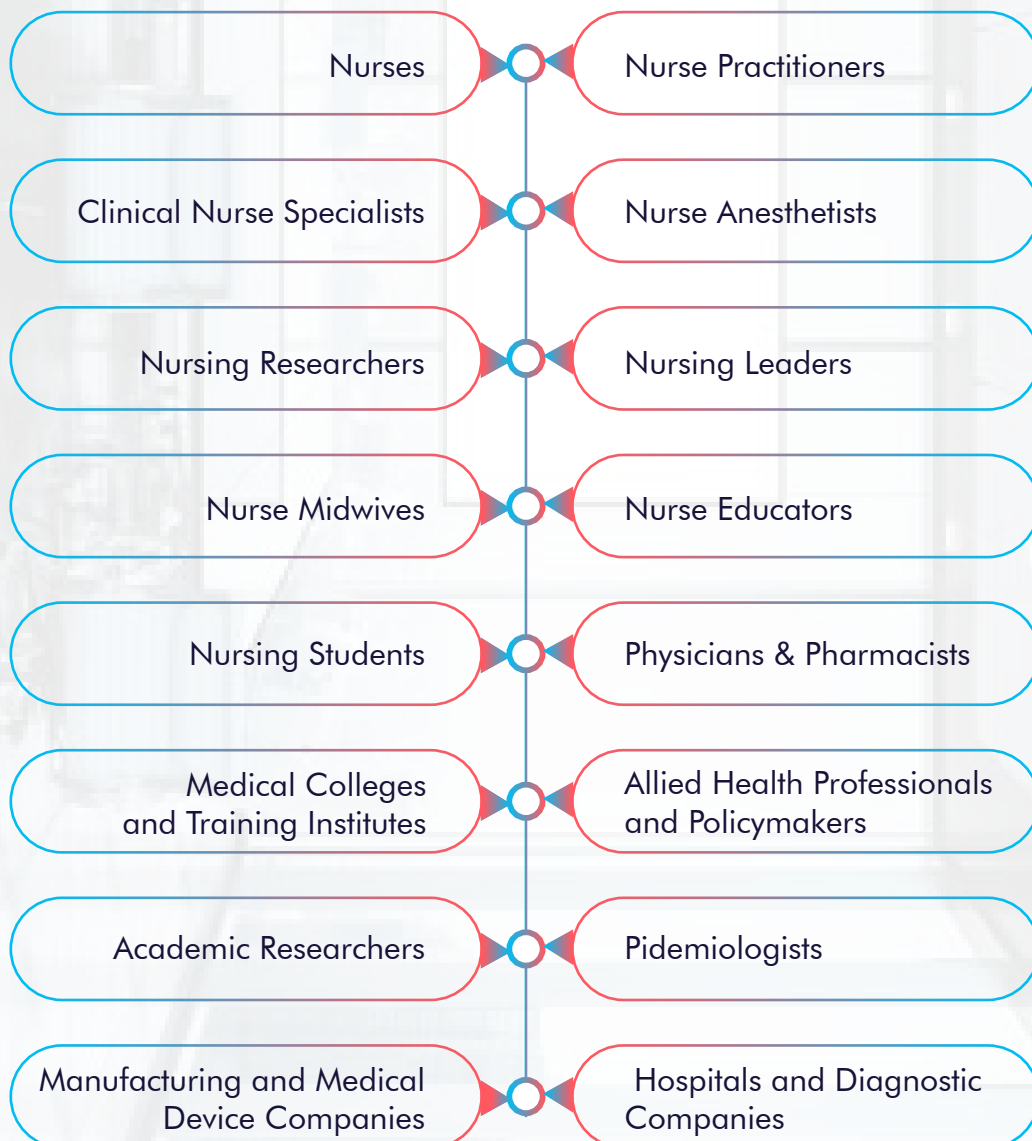 Nurses
Nurse Practitioners
Clinical Nurse Specialists
Nurse Anesthetists
Nursing Researchers
Nursing Leaders
Nurse Midwives
Nurse Educators
Nursing Students
Physicians & Pharmacists
Medical Colleges
and Training Institutes
Allied Health Professionals
and Policymakers
Academic Researchers
Pidemiologists
Manufacturing and Medical
Device Companies
Hospitals and Diagnostic
Companies